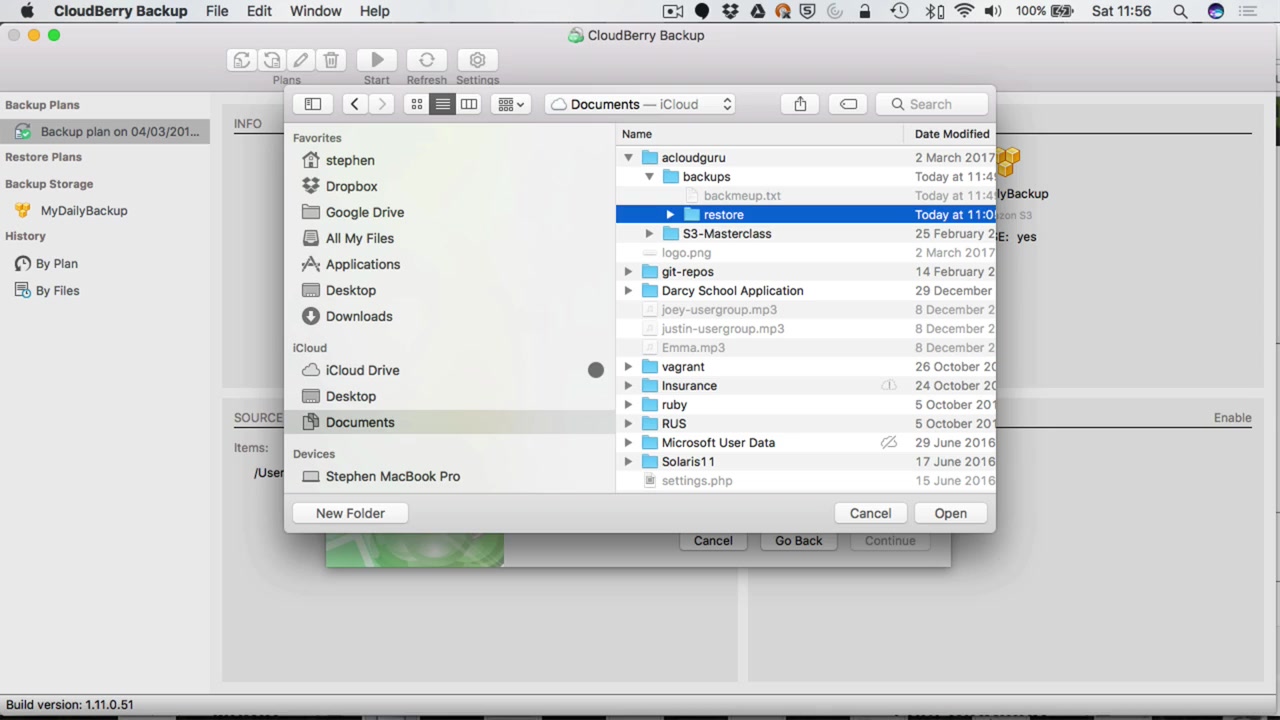 CloudBerry Backup File Edit Window Help 100% Sat 11:56
CloudBerry Backup
Plans Start Refresh Settings
Backup Plans
Backup plan on 04/03/201...
Restore Plans
Backup Storage
MyDailyBackup
History
By Plan
By Files
INFO
lyBackup
zon S3
E: yes
SOURCE
Items:
/User
Enable
Documents — iCloud
Search
Favorites
stephen
Dropbox
Google Drive
All My Files
Applications
Desktop
Downloads
iCloud
iCloud Drive
Desktop
Documents
Devices
Stephen MacBook Pro
Name Date Modified
acloudguru 2 March 2017
backups Today at 11:4
backmeup.txt Today at 11:4
restore Today at 11:0
S3-Masterclass 25 February 2
logo.png 2 March 2017
git-repos 14 February 2
Darcy School Application 29 December
joey-usergroup.mp3 8 December 2
justin-usergroup.mp3 8 December 2
Emma.mp3 8 December 2
vagrant 26 October 20
Insurance 24 October 20
ruby 5 October 201
RUS 5 October 201
Microsoft User Data 29 June 2016
Solaris11 17 June 2016
settings.php 15 June 2016
New Folder Cancel Open
Cancel Go Back Continue
Build version: 1.11.0.51